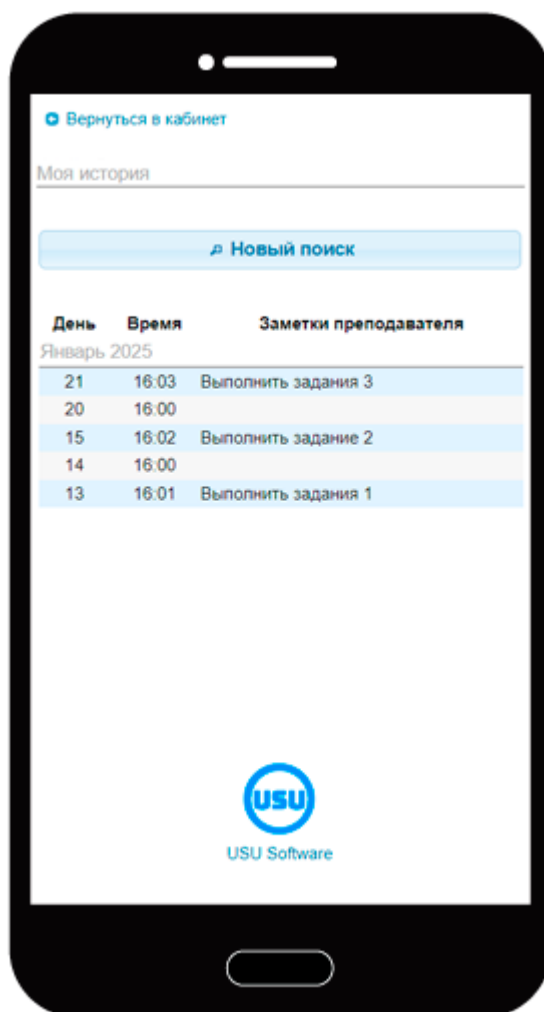 Вернуться в кабинет
Моя история
Новый поиск
День Время Заметки преподавателя
Январь 2025
21 16:03 Выполнить задания 3
20 16:00
15 16:02 Выполнить задание 2
14 16:00
13 16:01 Выполнить задания 1
USU
USU Software